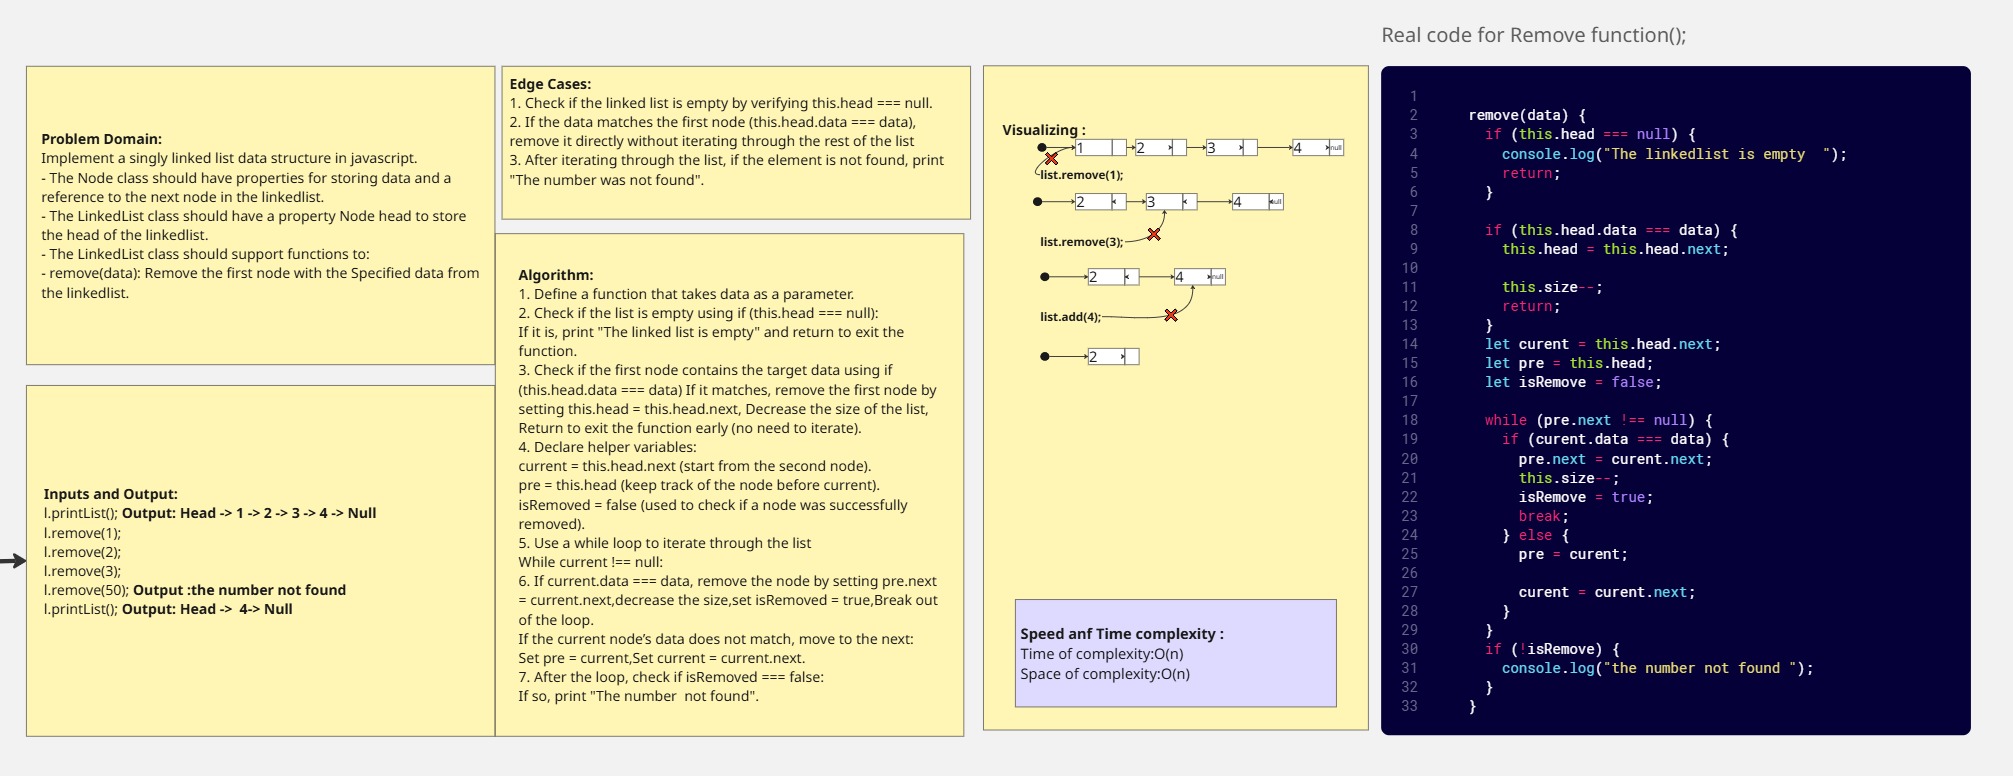 Real code for Remove function();
Problem Domain:
Implement a singly linked list data structure in javascript.
- The Node class should have properties for storing data and a
reference to the next node in the linkedlist.
- The LinkedList class should have a property Node head to store
the head of the linkedlist.
- The LinkedList class should support functions to:
- remove(data): Remove the first node with the Specified data from
the linkedlist.
Inputs and Output:
l.printList(); Output: Head -> 1 -> 2 -> 3 -> 4 -> Null
l.remove(1);
l.remove(2);
l.remove(3);
l.remove(50); Output :the number not found
l.printList(); Output: Head ->  4-> Null
Edge Cases:
1. Check if the linked list is empty by verifying this.head === null.
2. If the data matches the first node (this.head.data === data),
remove it directly without iterating through the rest of the list
3. After iterating through the list, if the element is not found, print
"The number was not found".
Algorithm:
1. Define a function that takes data as a parameter.
2. Check if the list is empty using if (this.head === null):
If it is, print "The linked list is empty" and return to exit the
function.
3. Check if the first node contains the target data using if
(this.head.data === data) If it matches, remove the first node by
setting this.head = this.head.next, Decrease the size of the list,
Return to exit the function early (no need to iterate).
4. Declare helper variables:
current = this.head.next (start from the second node).
pre = this.head (keep track of the node before current).
isRemoved = false (used to check if a node was successfully
removed).
5. Use a while loop to iterate through the list
While current !== null:
6. If current.data === data, remove the node by setting pre.next
= current.next,decrease the size,set isRemoved = true,Break out
of the loop.
If the current node’s data does not match, move to the next:
Set pre = current,Set current = current.next.
7. After the loop, check if isRemoved === false:
If so, print "The number  not found".
Visualizing :
1 2 3 4 null
list.remove(1);
2 3 4 null
list.remove(3);
2 4 null
list.add(4);
2
Speed anf Time complexity :
Time of complexity:O(n)
Space of complexity:O(n)
1
2 remove(data) {
3 if (this.head === null) {
4 console.log("The linkedlist is empty  ");
5 return;
6 }
7
8 if (this.head.data === data) {
9 this.head = this.head.next;
10
11 this.size--;
12 return;
13 }
14 let curent = this.head.next;
15 let pre = this.head;
16 let isRemove = false;
17
18 while (pre.next !== null) {
19 if (curent.data === data) {
20 pre.next = curent.next;
21 this.size--;
22 isRemove = true;
23 break;
24 } else {
25 pre = curent;
26
27 curent = curent.next;
28 }
29 }
30 if (!isRemove) {
31 console.log("the number not found ");
32 }
33 }